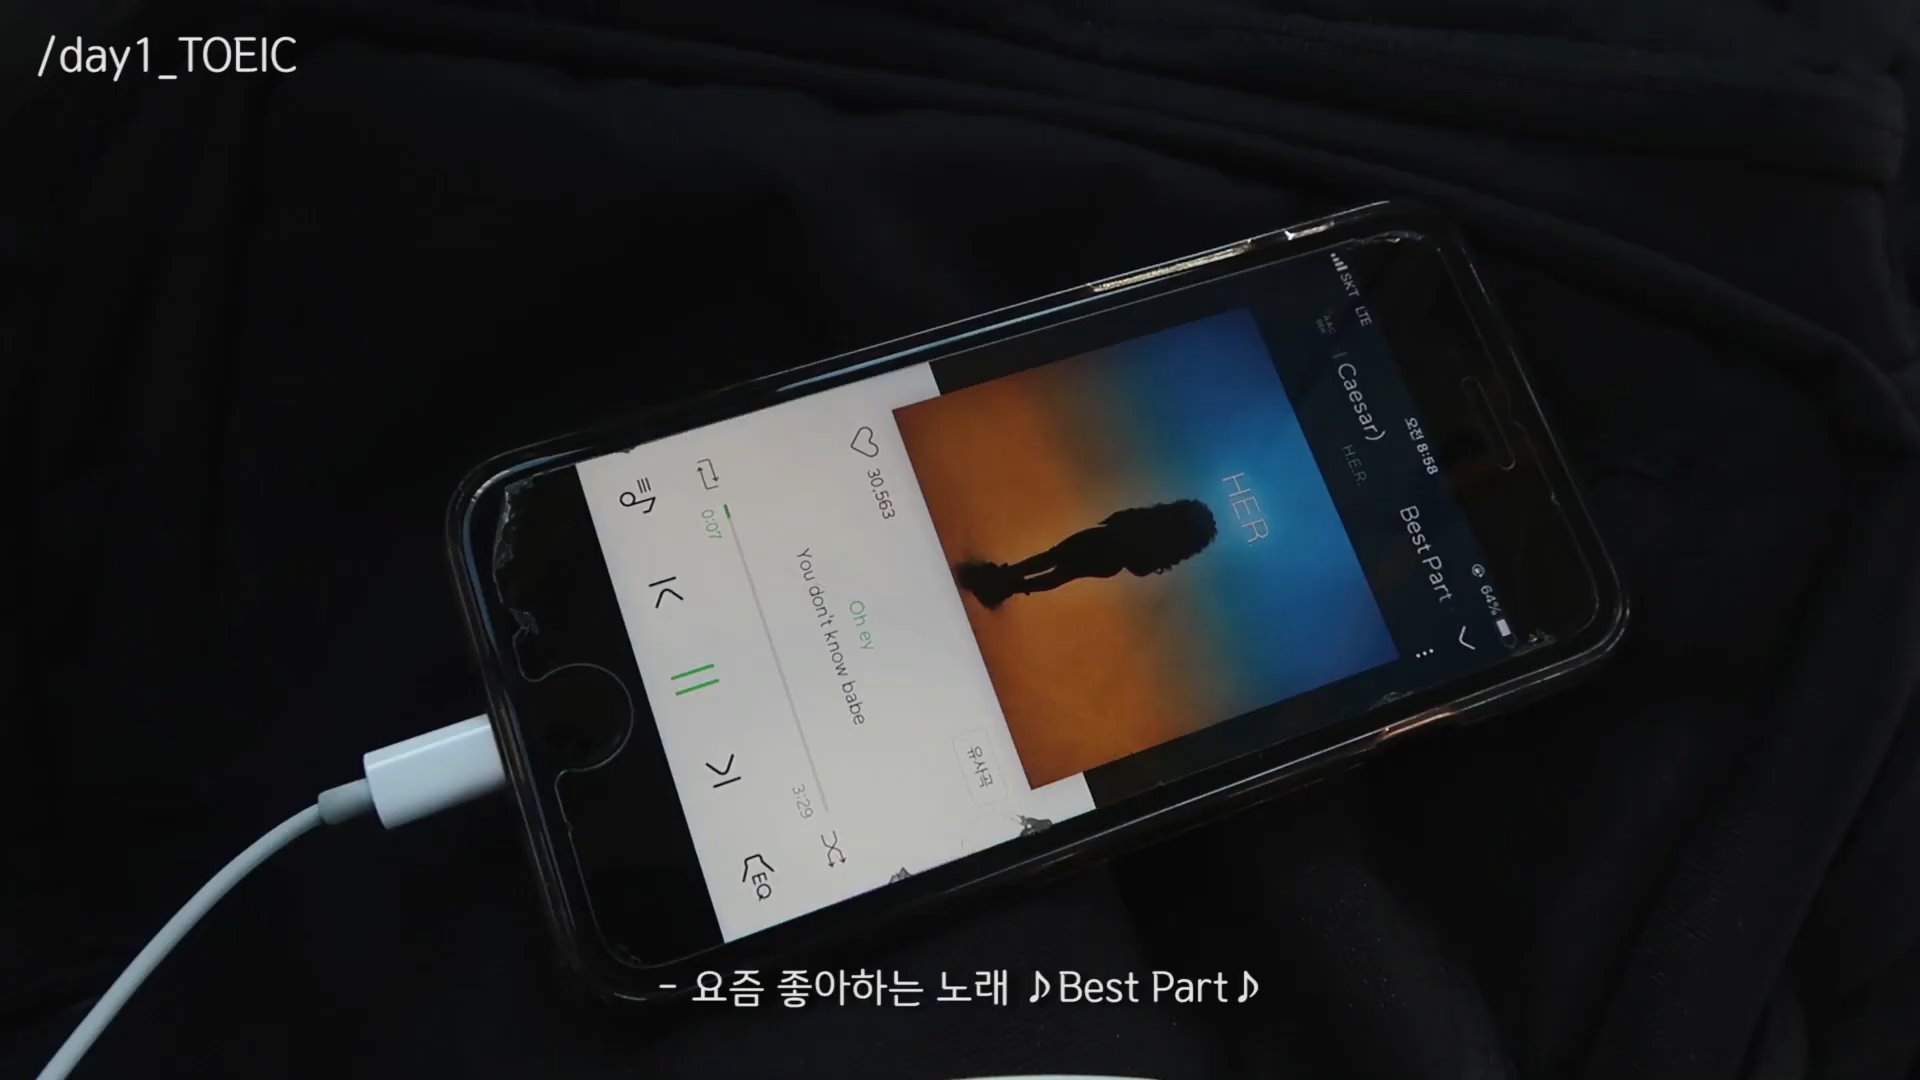 /day1_TOEIC
SKT LTE
오전 8:58
64%
Best Part
l Caesar)
H.E.R.
H.E.R.
30,563
유사곡
Oh ey
You don't know babe
0:07
3:29
EQ
- 요즘 좋아하는 노래 ♪Best Part♪